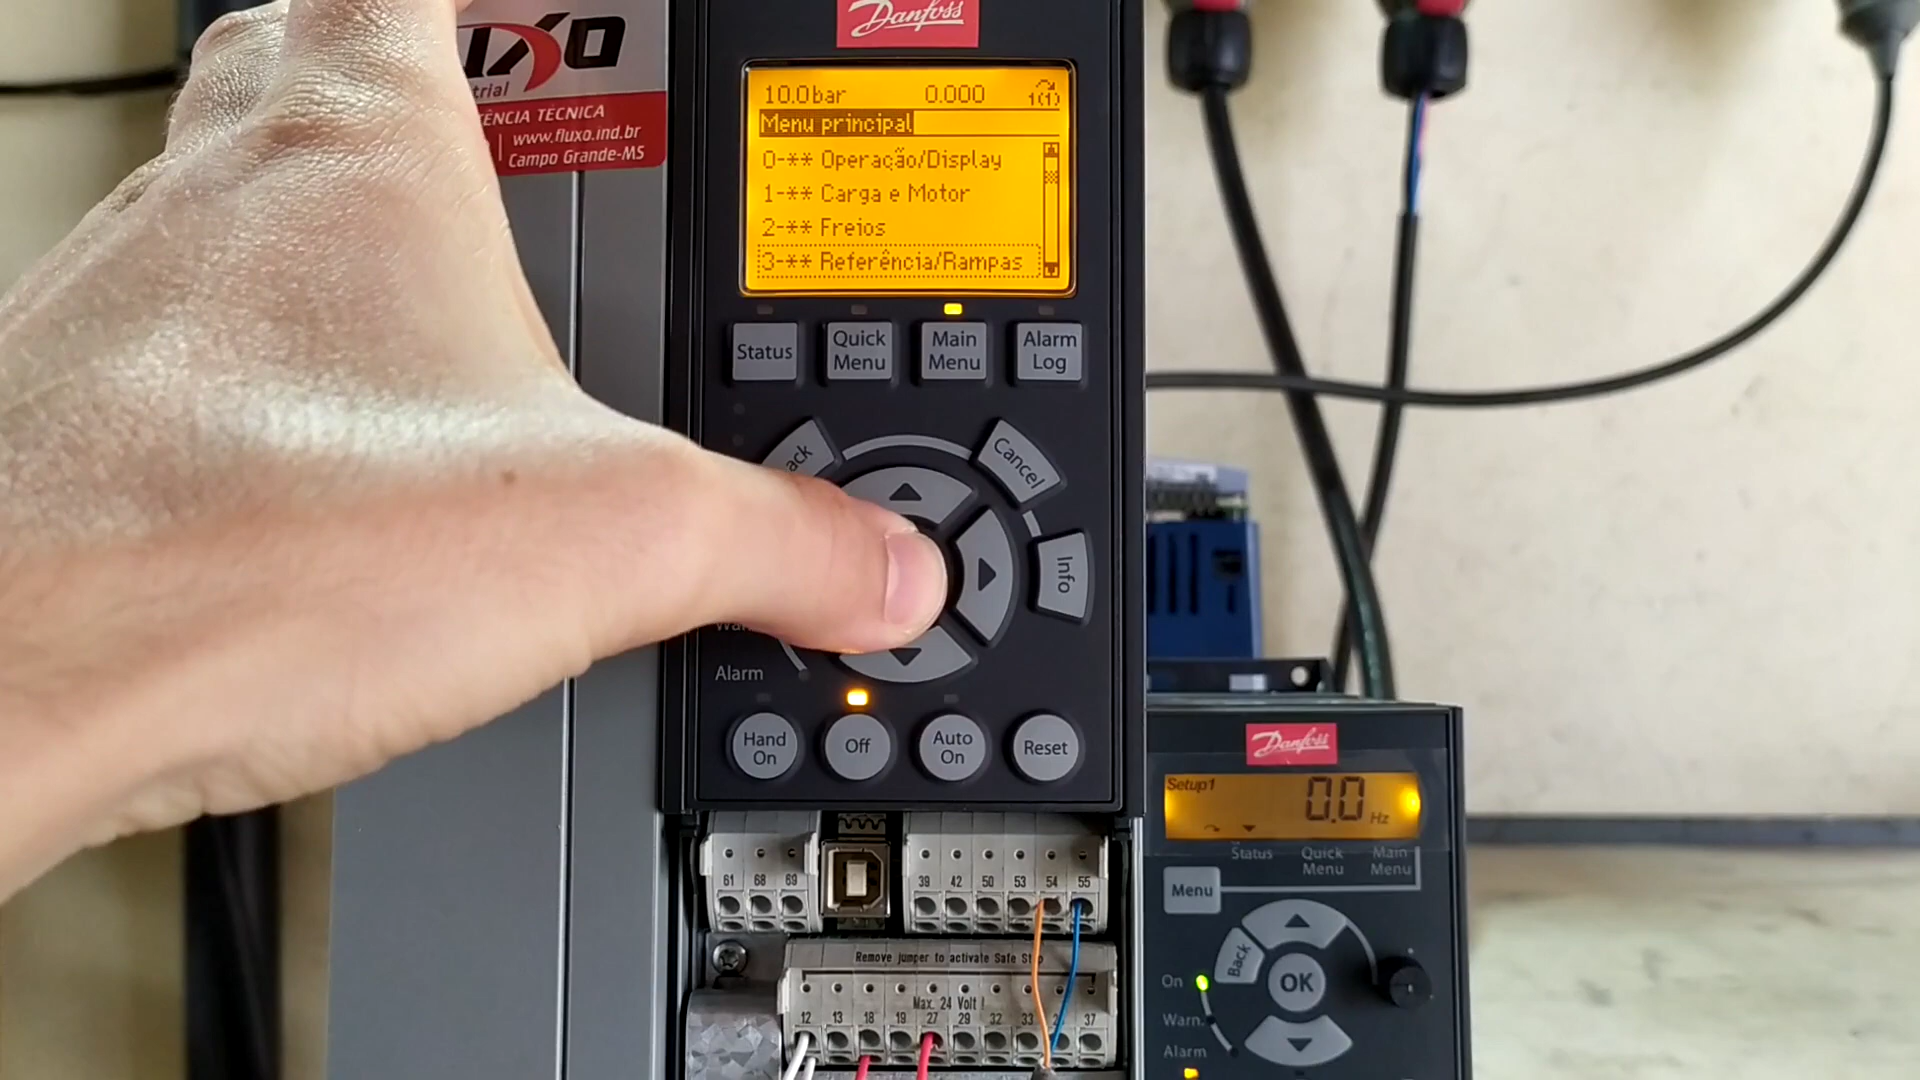 Danfoss
trial
ÊNCIA TÉCNICA
www.fluxo.ind.br
Campo Grande-MS
10.0bar 0.000 1(1)
Menu principal
0-** Operação/Display
1-** Carga e Motor
2-** Freios
3-** Referência/Rampas
Status
Quick Menu
Main Menu
Alarm Log
ack
Cancel
Info
Alarm
Hand On
Off
Auto On
Reset
61 68 69
39 42 50 53 54 55
Remove jumper to activate Safe Stop
Max. 24 Volt !
12 13 18 19 27 29 32 33 37
Danfoss
Setup1 0.0 Hz
Status
Quick Menu
Main Menu
Menu
Back
OK
On
Warn.
Alarm